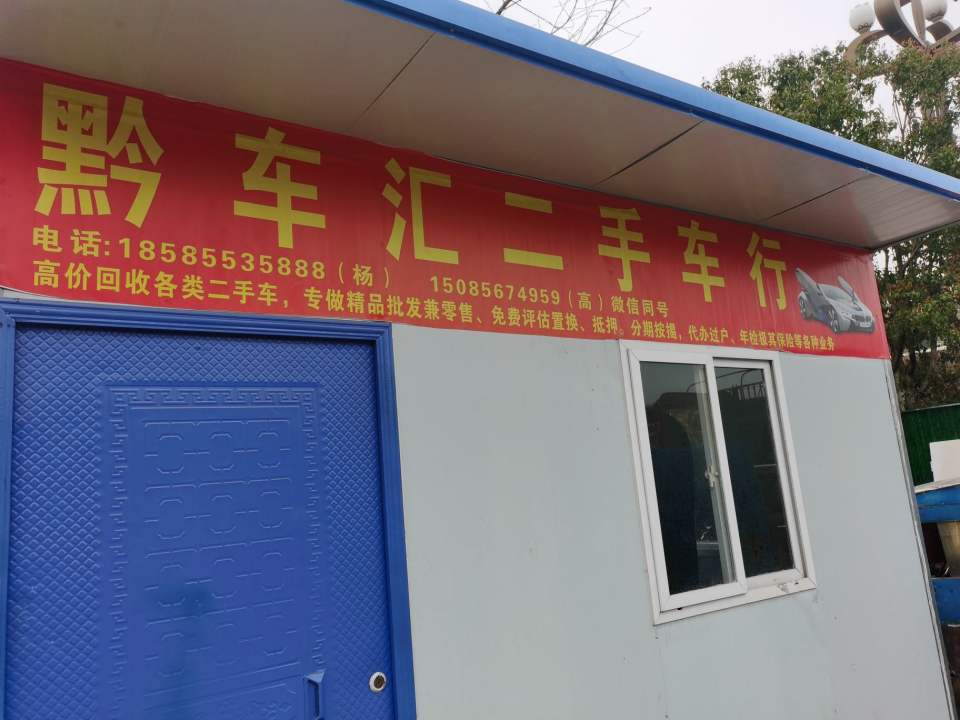 黔车汇二手车行
电话:18585535888（杨） 15085674959（高）微信同号
高价回收各类二手车，专做精品批发兼零售、免费评估置换、抵押。分期按揭，代办过户、年检极其保险等各种业务